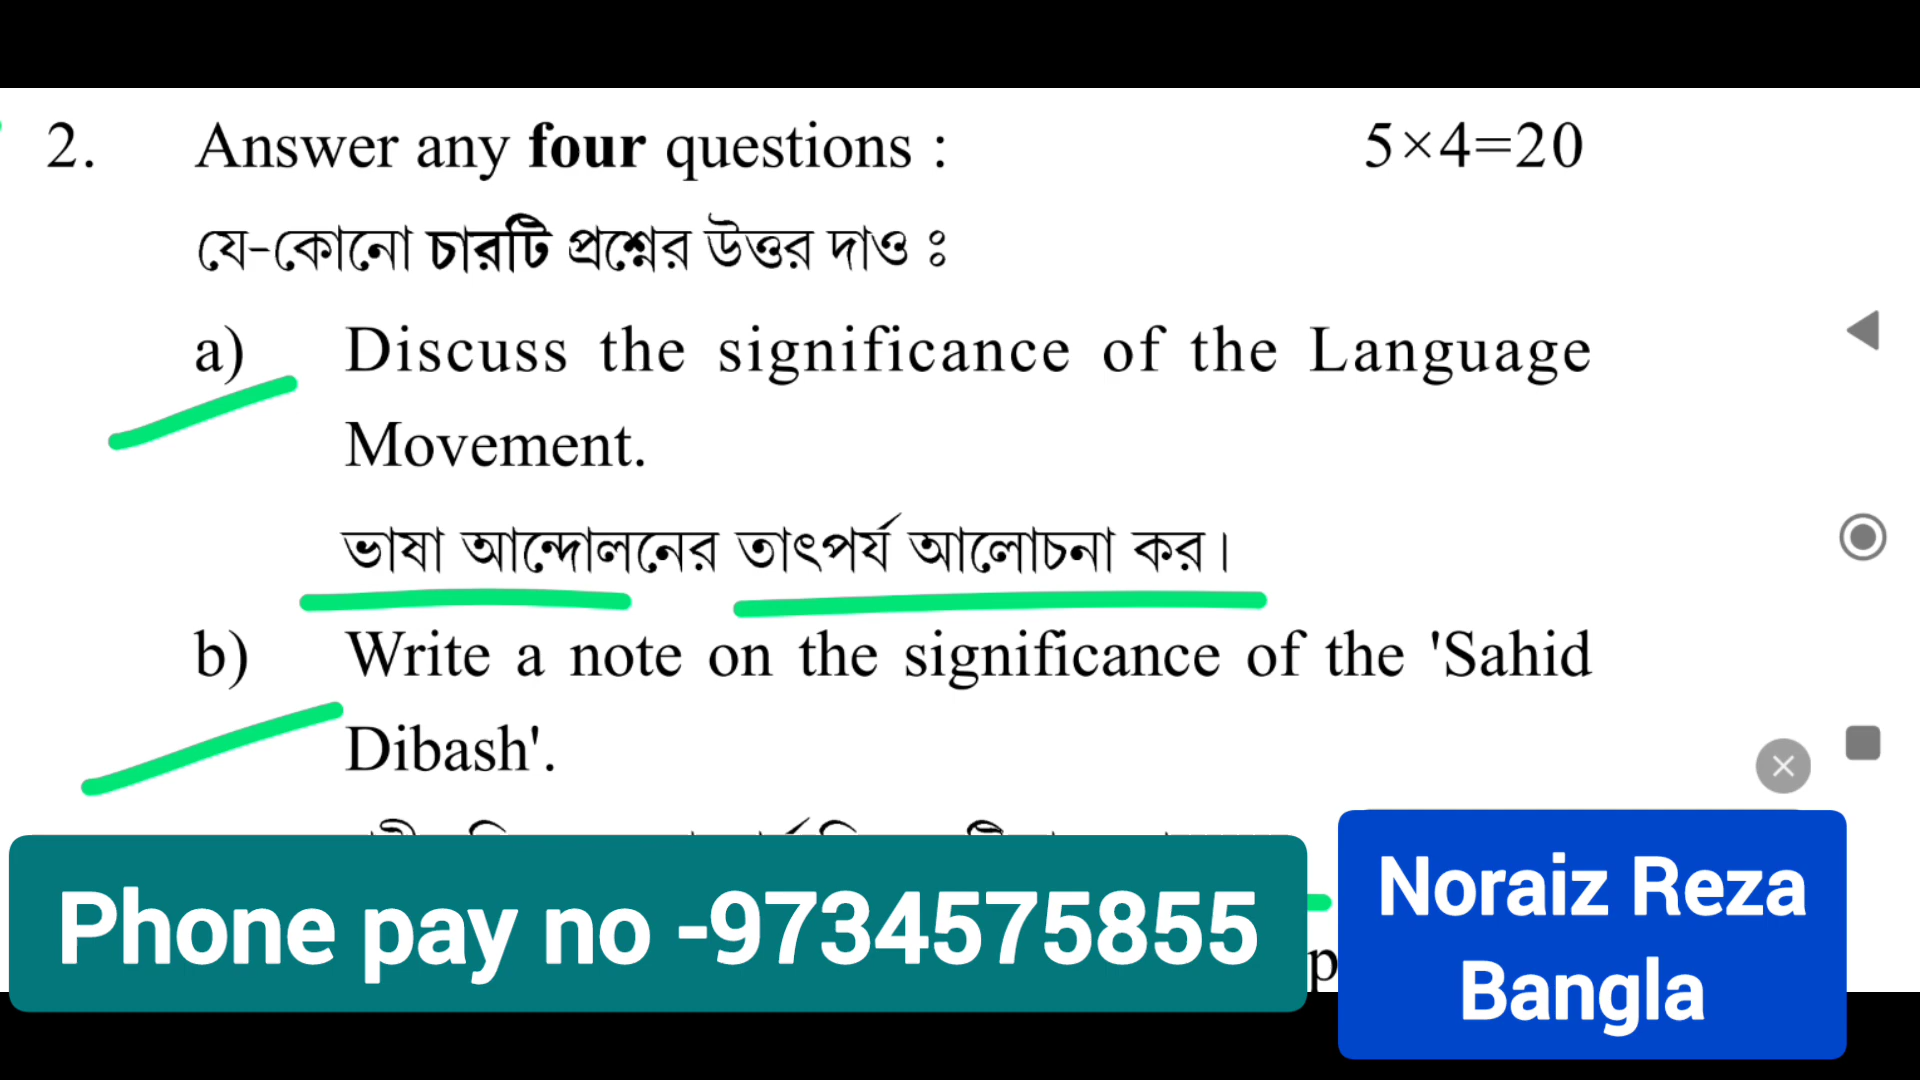 2. Answer any four questions : 5×4=20
যে-কোনো চারটি প্রশ্নের উত্তর দাও ঃ
a) Discuss the significance of the Language
Movement.
ভাষা আন্দোলনের তাৎপর্য আলোচনা কর।
b) Write a note on the significance of the 'Sahid
Dibash'.
Phone pay no -9734575855
Noraiz Reza
Bangla